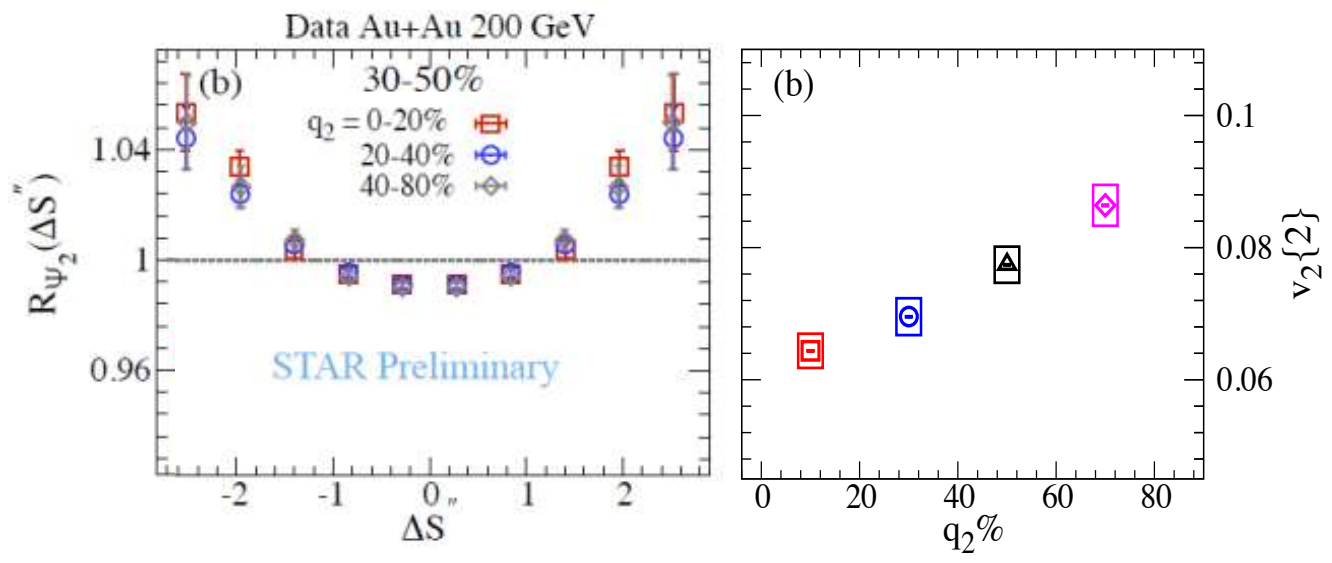 Data Au+Au 200 GeV
(b)
30-50%
q₂ = 0-20%
20-40%
40-80%
1.04
1
0.96
R_Ψ₂(ΔS″)
STAR Preliminary
-2 -1 0 1 2
ΔS″
(b)
0.1
0.08
0.06
v₂{2}
0 20 40 60 80
q₂%